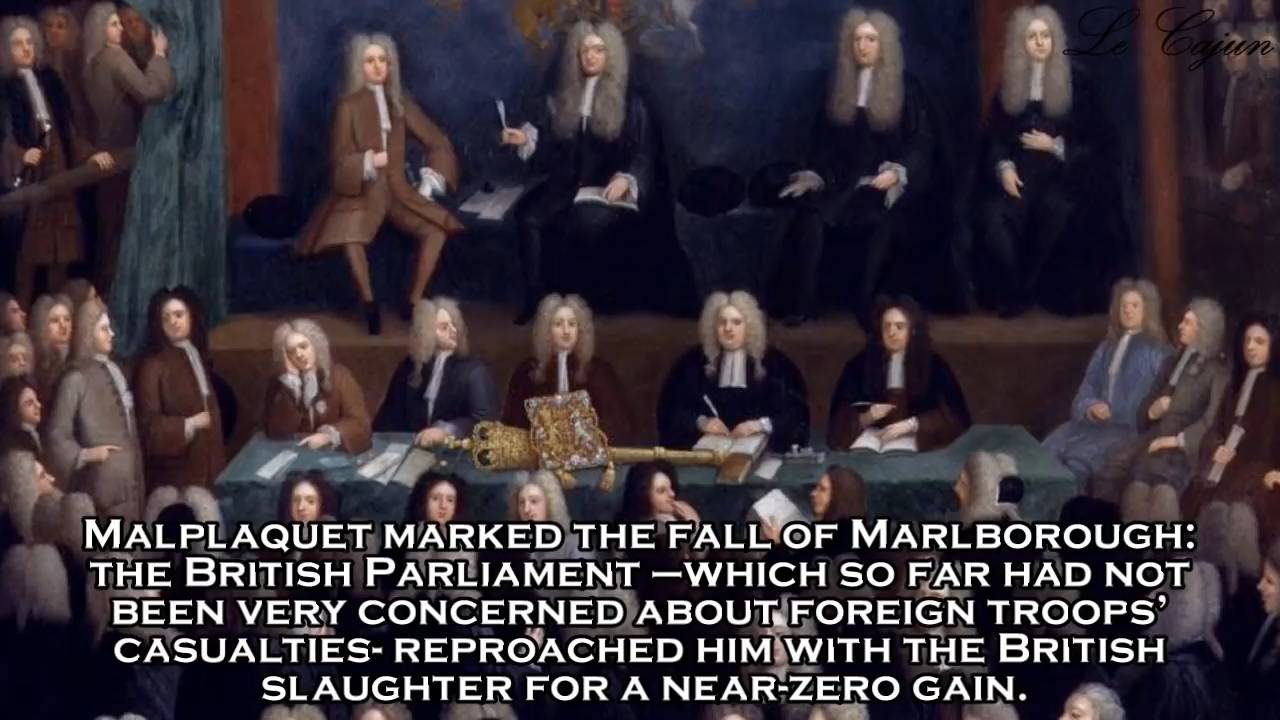 Le Cajun
MALPLAQUET MARKED THE FALL OF MARLBOROUGH:
THE BRITISH PARLIAMENT –WHICH SO FAR HAD NOT
BEEN VERY CONCERNED ABOUT FOREIGN TROOPS’
CASUALTIES- REPROACHED HIM WITH THE BRITISH
SLAUGHTER FOR A NEAR-ZERO GAIN.